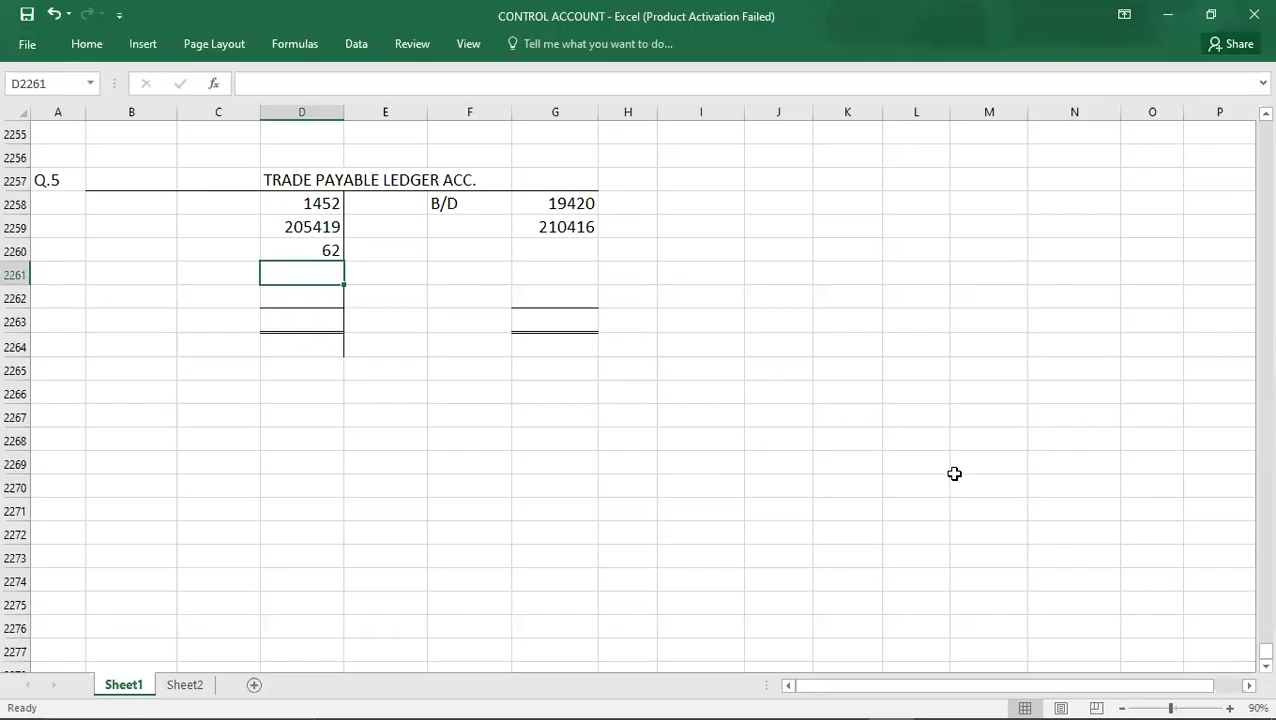 CONTROL ACCOUNT - Excel (Product Activation Failed)
File Home Insert Page Layout Formulas Data Review View Tell me what you want to do... Share
D2261 fx
A B C D E F G H I J K L M N O P
2255
2256
2257 Q.5 TRADE PAYABLE LEDGER ACC.
2258 1452 B/D 19420
2259 205419 210416
2260 62
2261
2262
2263
2264
2265
2266
2267
2268
2269
2270
2271
2272
2273
2274
2275
2276
2277
Sheet1 Sheet2
Ready 90%